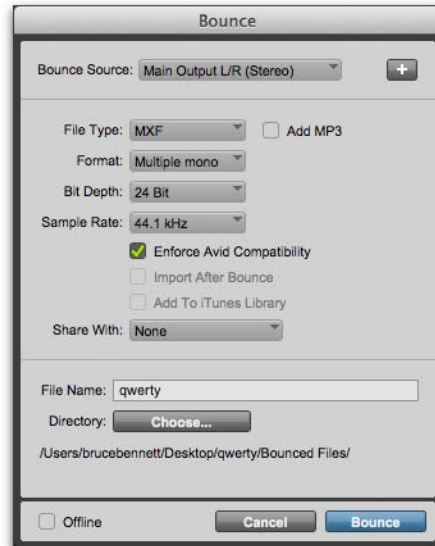 Bounce
Bounce Source: Main Output L/R (Stereo) +
File Type: MXF Add MP3
Format: Multiple mono
Bit Depth: 24 Bit
Sample Rate: 44.1 kHz
Enforce Avid Compatibility
Import After Bounce
Add To iTunes Library
Share With: None
File Name: qwerty
Directory: Choose...
/Users/brucebennett/Desktop/qwerty/Bounced Files/
Offline Cancel Bounce